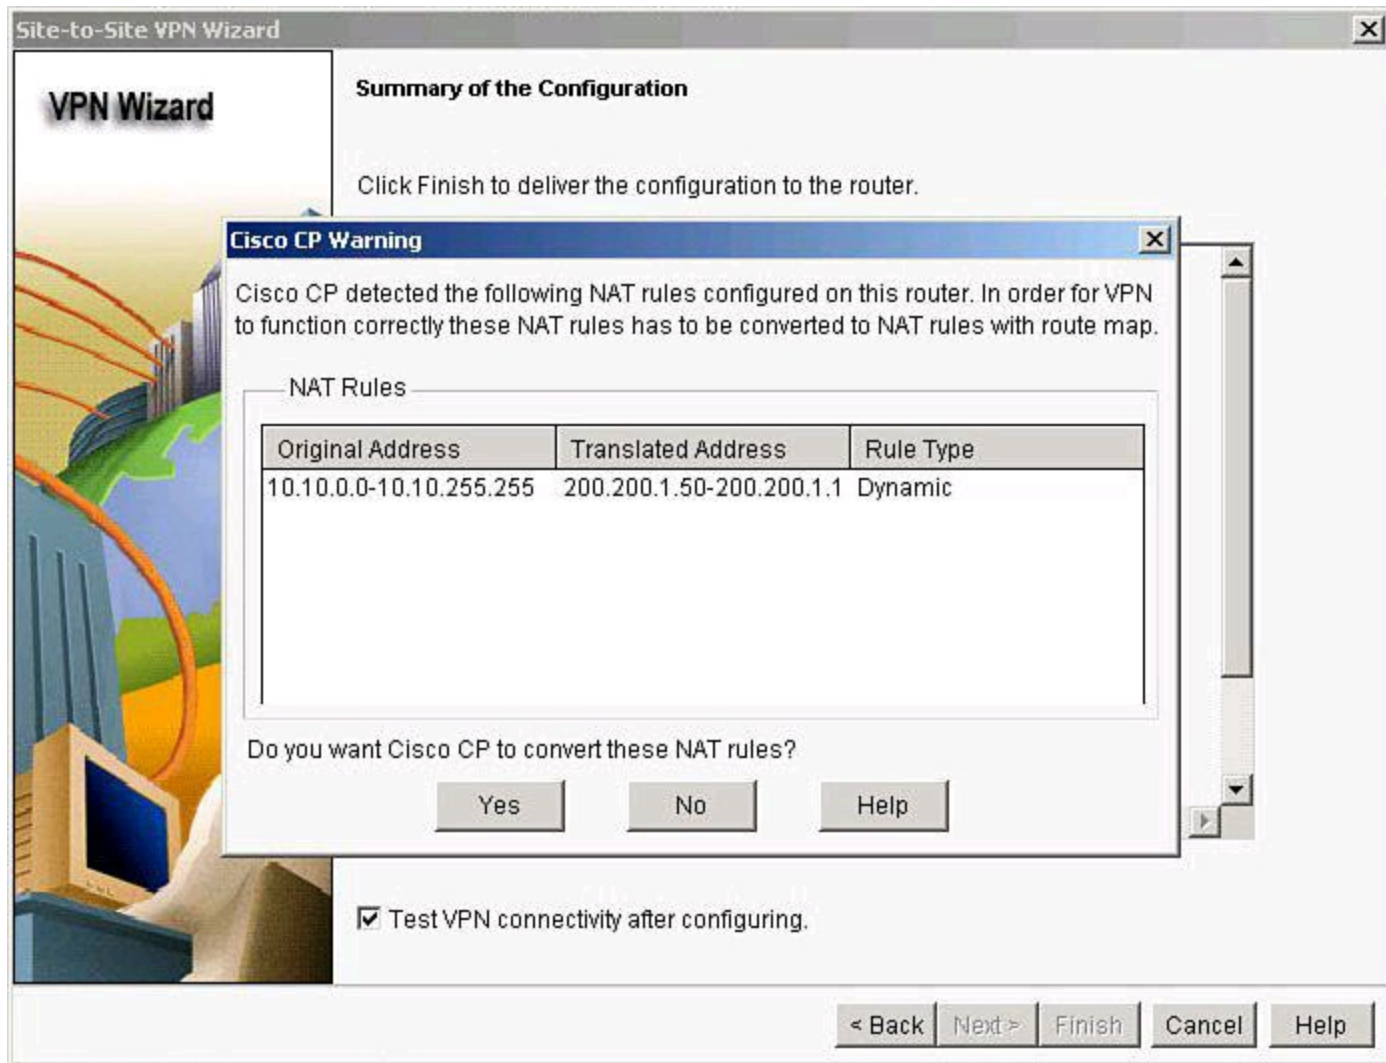 Site-to-Site VPN Wizard
VPN Wizard
Summary of the Configuration
Click Finish to deliver the configuration to the router.
Cisco CP Warning
Cisco CP detected the following NAT rules configured on this router. In order for VPN
to function correctly these NAT rules has to be converted to NAT rules with route map.
NAT Rules
Original Address Translated Address Rule Type
10.10.0.0-10.10.255.255 200.200.1.50-200.200.1.1 Dynamic
Do you want Cisco CP to convert these NAT rules?
Yes No Help
Test VPN connectivity after configuring.
< Back Next > Finish Cancel Help